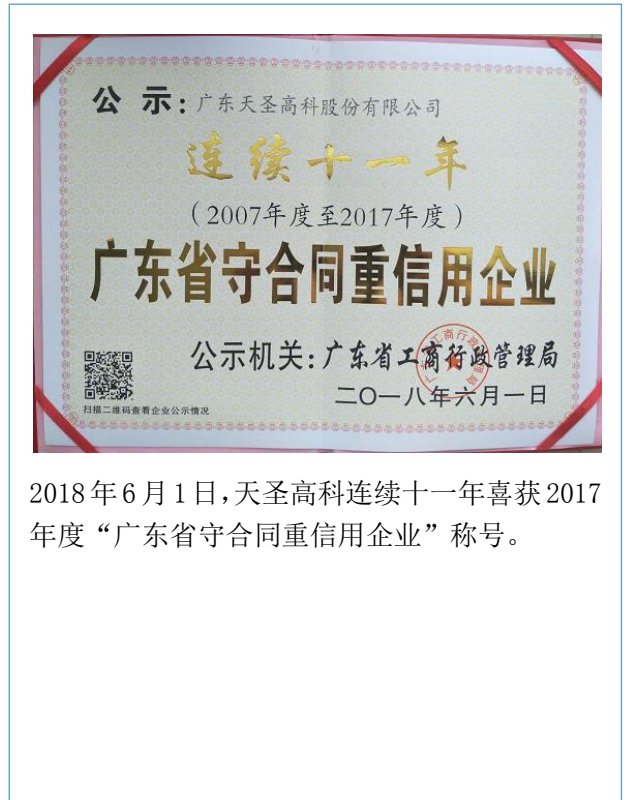 公 示：广东天圣高科股份有限公司
连续十一年
（2007年度至2017年度）
广东省守合同重信用企业
公示机关：广东省工商行政管理局
二〇一八年六月一日
扫描二维码查看企业公示情况
2018年6月1日，天圣高科连续十一年喜获2017
年度“广东省守合同重信用企业”称号。